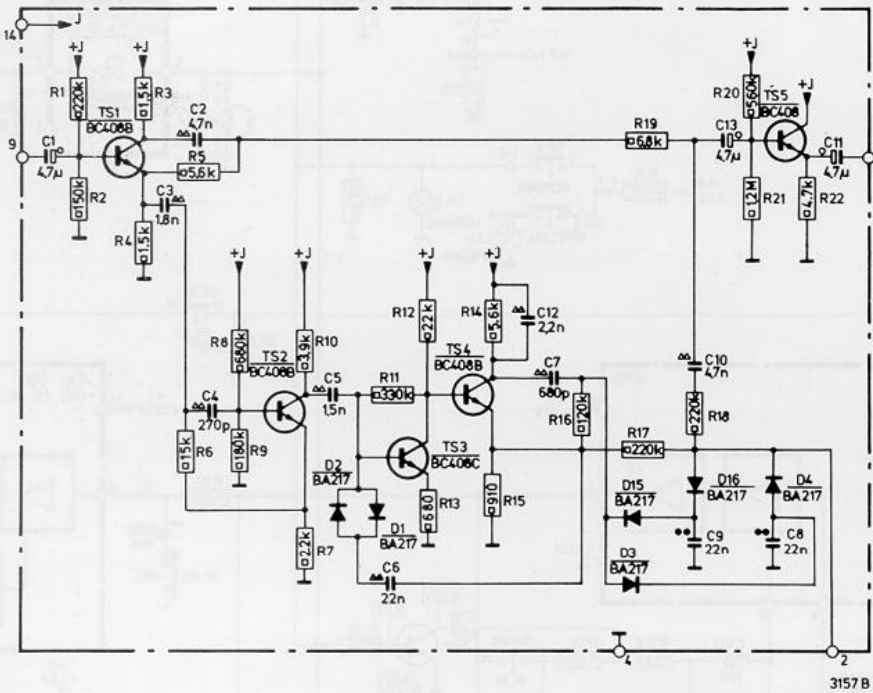 14
J
+J
+J
R1
220k
R3
1,5k
TS1
BC408B
C2
4,7n
9
C1
4.7µ
R5
5,6k
R2
150k
C3
1,8n
R4
1.5k
+J
R20
560k
+J
TS5
BC408
R19
6,8k
C13
4.7µ
C11
4.7µ
R21
1,2M
4.7k
R22
+J
+J
+J
+J
R8
680k
R10
3,9k
R12
22k
R14
5,6k
C12
2,2n
TS2
BC408B
TS4
BC408B
C10
4,7n
C4
270p
C5
1,5n
R11
330k
C7
680p
R16
120k
220k
R18
R6
15k
R9
180k
TS3
BC408C
R17
220k
D2
BA217
R13
680
R15
910
D15
BA217
D16
BA217
D4
BA217
D1
BA217
R7
2.2k
C9
22n
C8
22n
D3
BA217
C6
22n
4
2
3157 B